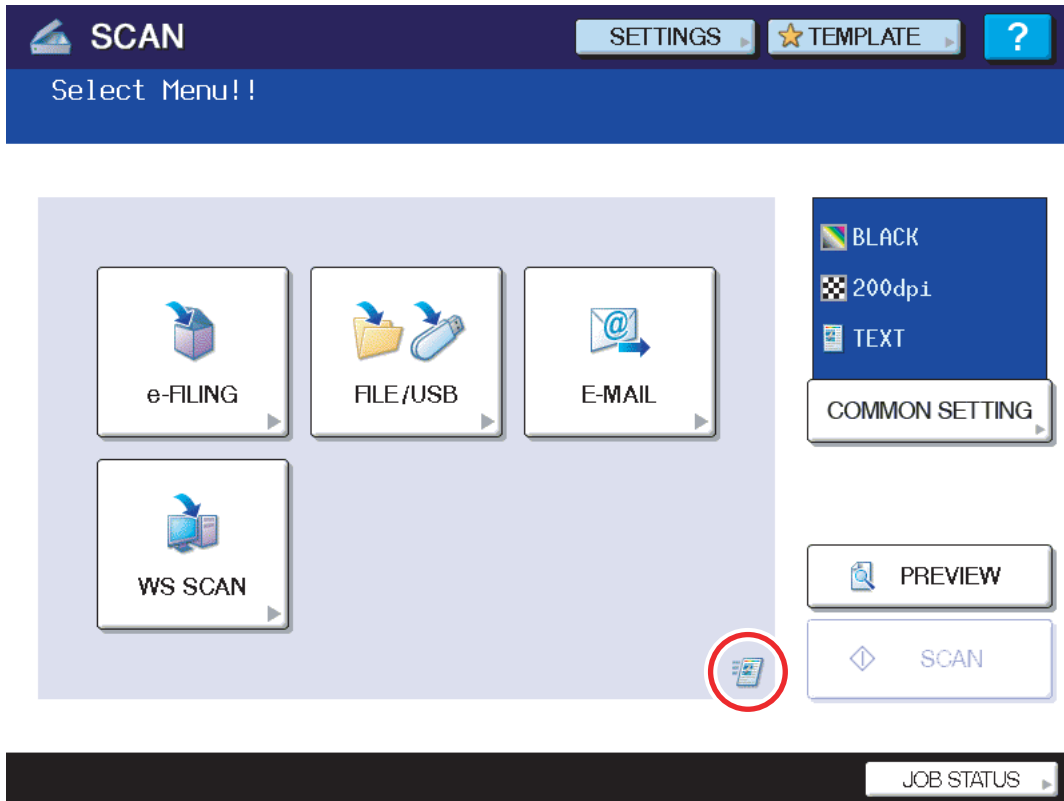 SCAN
SETTINGS
TEMPLATE
?
Select Menu!!
BLACK
200dpi
TEXT
e-FILING
FILE/USB
E-MAIL
COMMON SETTING
WS SCAN
PREVIEW
SCAN
JOB STATUS